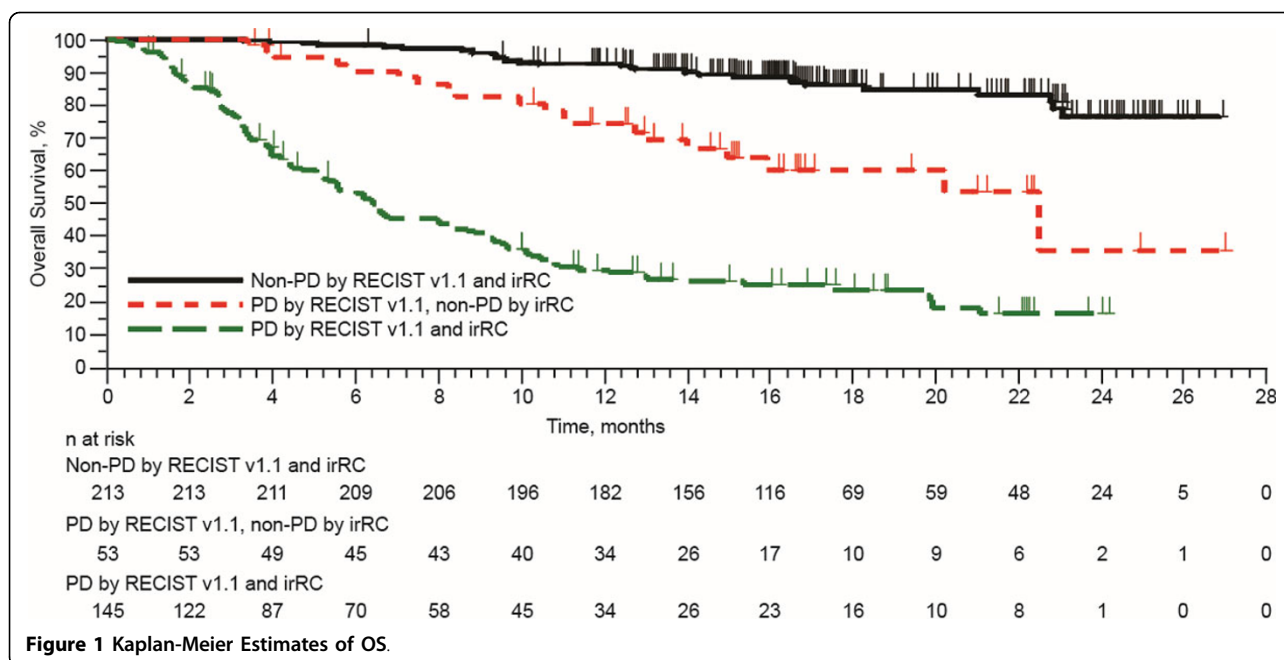 Overall Survival, %
100
90
80
70
60
50
40
30
20
10
0
Non-PD by RECIST v1.1 and irRC
PD by RECIST v1.1, non-PD by irRC
PD by RECIST v1.1 and irRC
0 2 4 6 8 10 12 14 16 18 20 22 24 26 28
Time, months
n at risk
Non-PD by RECIST v1.1 and irRC
213 213 211 209 206 196 182 156 116 69 59 48 24 5 0
PD by RECIST v1.1, non-PD by irRC
53 53 49 45 43 40 34 26 17 10 9 6 2 1 0
PD by RECIST v1.1 and irRC
145 122 87 70 58 45 34 26 23 16 10 8 1 0 0
Figure 1 Kaplan-Meier Estimates of OS.